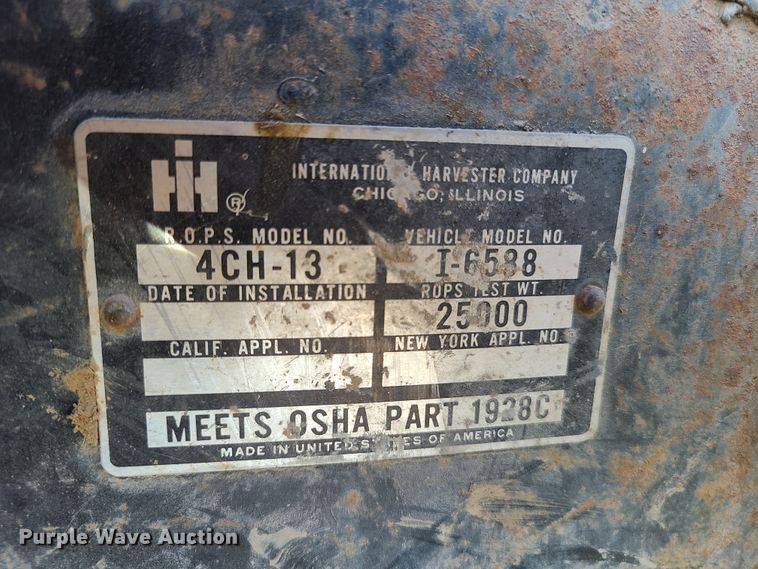 IH ®
INTERNATIONAL HARVESTER COMPANY
CHICAGO, ILLINOIS
R.O.P.S. MODEL NO. VEHICLE MODEL NO.
4CH-13 I-6588
DATE OF INSTALLATION ROPS TEST WT.
25000
CALIF. APPL. NO. NEW YORK APPL. NO.
MEETS OSHA PART 1928C
MADE IN UNITED STATES OF AMERICA
Purple Wave Auction